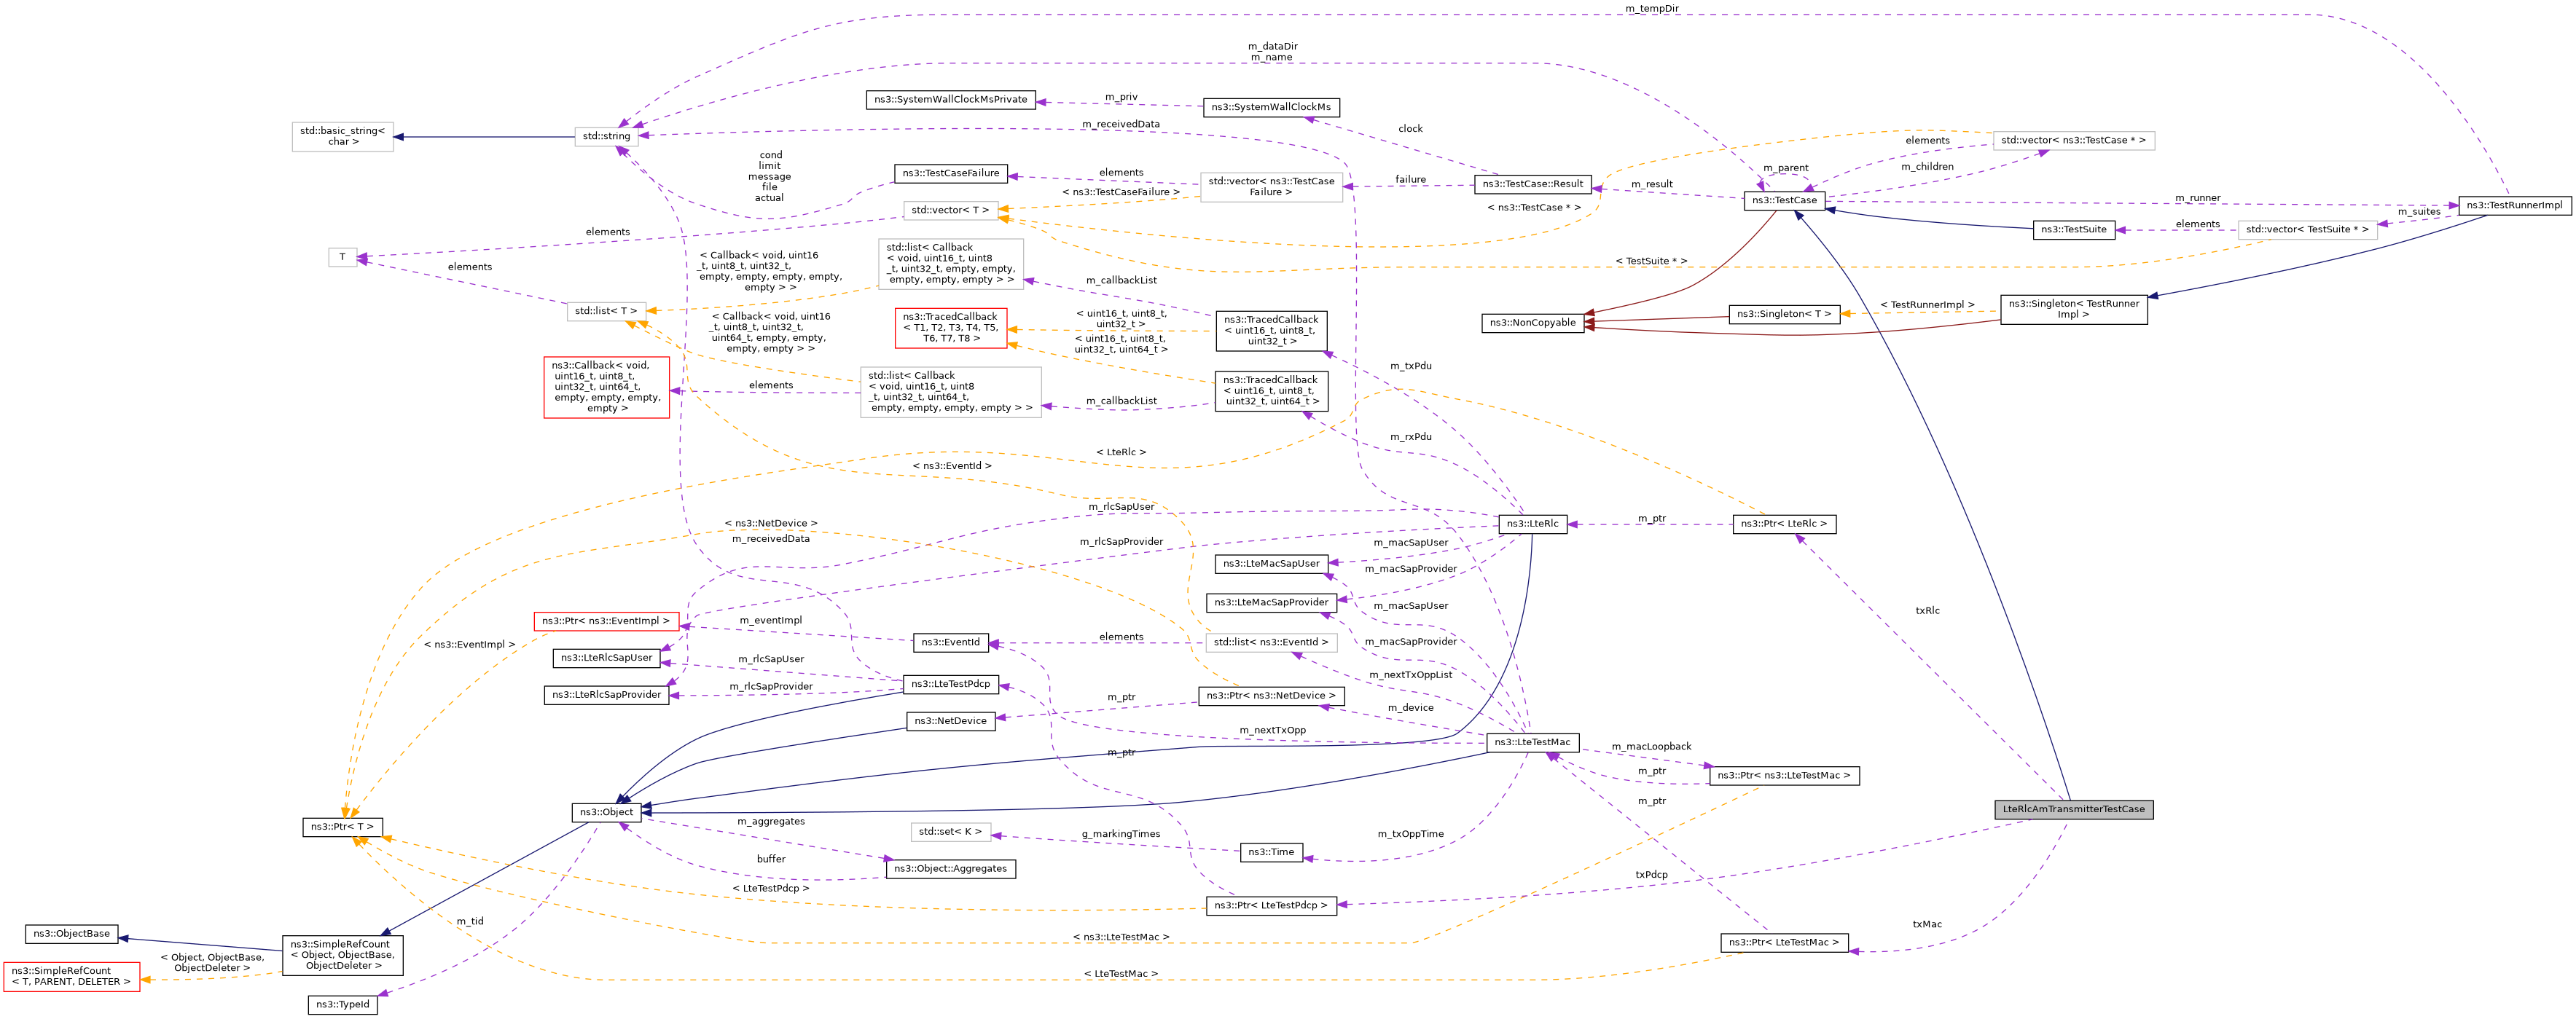 m_tempDir
m_dataDir
m_name
ns3::SystemWallClockMsPrivate
m_priv
ns3::SystemWallClockMs
std::basic_string<
char >
std::string
m_receivedData
clock
std::vector< ns3::TestCase * >
elements
m_children
m_parent
cond
limit
message
file
actual
ns3::TestCaseFailure
elements
std::vector< ns3::TestCase
Failure >
failure
ns3::TestCase::Result
m_result
ns3::TestCase
m_runner
ns3::TestRunnerImpl
< ns3::TestCaseFailure >
std::vector< T >
< ns3::TestCase * >
m_suites
ns3::TestSuite
elements
std::vector< TestSuite * >
elements
T
elements
< Callback< void, uint16
_t, uint8_t, uint32_t,
empty, empty, empty, empty,
empty > >
std::list< Callback
< void, uint16_t, uint8
_t, uint32_t, empty, empty,
empty, empty, empty > >
m_callbackList
< TestSuite * >
std::list< T >
< Callback< void, uint16
_t, uint8_t, uint32_t,
uint64_t, empty, empty,
empty, empty > >
ns3::TracedCallback
< T1, T2, T3, T4, T5,
T6, T7, T8 >
< uint16_t, uint8_t,
uint32_t >
< uint16_t, uint8_t,
uint32_t, uint64_t >
ns3::TracedCallback
< uint16_t, uint8_t,
uint32_t >
ns3::NonCopyable
ns3::Singleton< T >
< TestRunnerImpl >
ns3::Singleton< TestRunner
Impl >
ns3::Callback< void,
uint16_t, uint8_t,
uint32_t, uint64_t,
empty, empty, empty,
empty >
elements
std::list< Callback
< void, uint16_t, uint8
_t, uint32_t, uint64_t,
empty, empty, empty, empty > >
m_callbackList
ns3::TracedCallback
< uint16_t, uint8_t,
uint32_t, uint64_t >
m_txPdu
m_rxPdu
< LteRlc >
< ns3::EventId >
m_rlcSapUser
< ns3::NetDevice >
m_receivedData
m_rlcSapProvider
ns3::LteRlc
m_ptr
ns3::Ptr< LteRlc >
m_macSapUser
ns3::LteMacSapUser
m_macSapProvider
ns3::LteMacSapProvider
m_macSapUser
txRlc
ns3::Ptr< ns3::EventImpl >
m_eventImpl
< ns3::EventImpl >
ns3::EventId
elements
std::list< ns3::EventId >
m_macSapProvider
ns3::LteRlcSapUser
m_rlcSapUser
m_nextTxOppList
ns3::LteRlcSapProvider
m_rlcSapProvider
ns3::LteTestPdcp
m_ptr
ns3::Ptr< ns3::NetDevice >
m_device
ns3::NetDevice
m_nextTxOpp
m_ptr
ns3::LteTestMac
m_macLoopback
m_ptr
ns3::Ptr< ns3::LteTestMac >
m_ptr
LteRlcAmTransmitterTestCase
ns3::Object
ns3::Ptr< T >
m_aggregates
std::set< K >
g_markingTimes
ns3::Time
m_txOppTime
buffer
ns3::Object::Aggregates
txPdcp
< LteTestPdcp >
ns3::Ptr< LteTestPdcp >
m_tid
txMac
< ns3::LteTestMac >
ns3::Ptr< LteTestMac >
ns3::ObjectBase
ns3::SimpleRefCount
< Object, ObjectBase,
ObjectDeleter >
< Object, ObjectBase,
ObjectDeleter >
ns3::SimpleRefCount
< T, PARENT, DELETER >
< LteTestMac >
ns3::TypeId